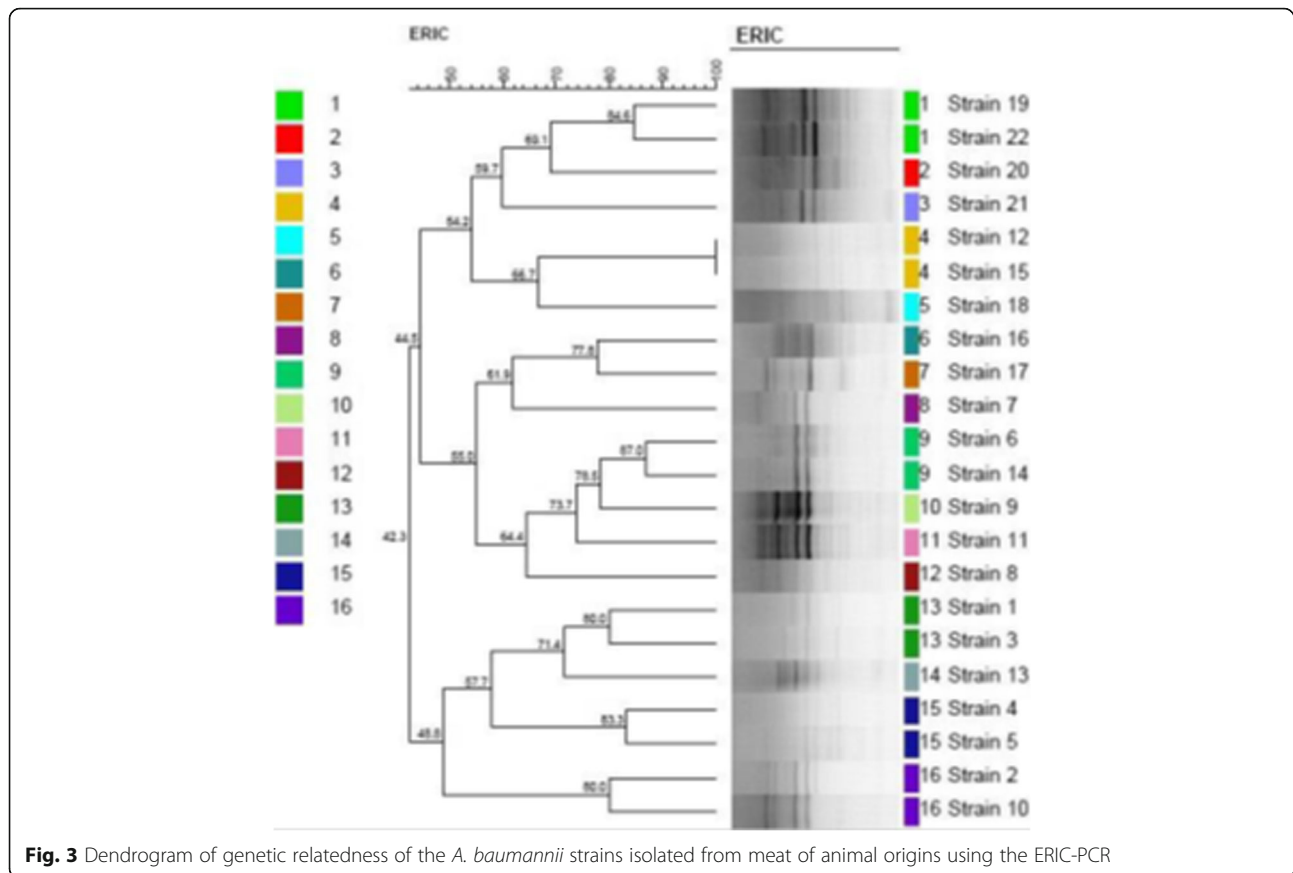 ERIC
ERIC
50 60 70 80 90 100
1
2
3
4
5
6
7
8
9
10
11
12
13
14
15
16
84.6
69.1
59.7
54.2
66.7
44.5
77.8
61.9
55.0
87.0
73.7
64.4
42.3
80.0
71.4
57.7
83.3
80.0
1 Strain 19
1 Strain 22
2 Strain 20
3 Strain 21
4 Strain 12
4 Strain 15
5 Strain 18
6 Strain 16
7 Strain 17
8 Strain 7
9 Strain 6
9 Strain 14
10 Strain 9
11 Strain 11
12 Strain 8
13 Strain 1
13 Strain 3
14 Strain 13
15 Strain 4
15 Strain 5
16 Strain 2
16 Strain 10
Fig. 3 Dendrogram of genetic relatedness of the A. baumannii strains isolated from meat of animal origins using the ERIC-PCR